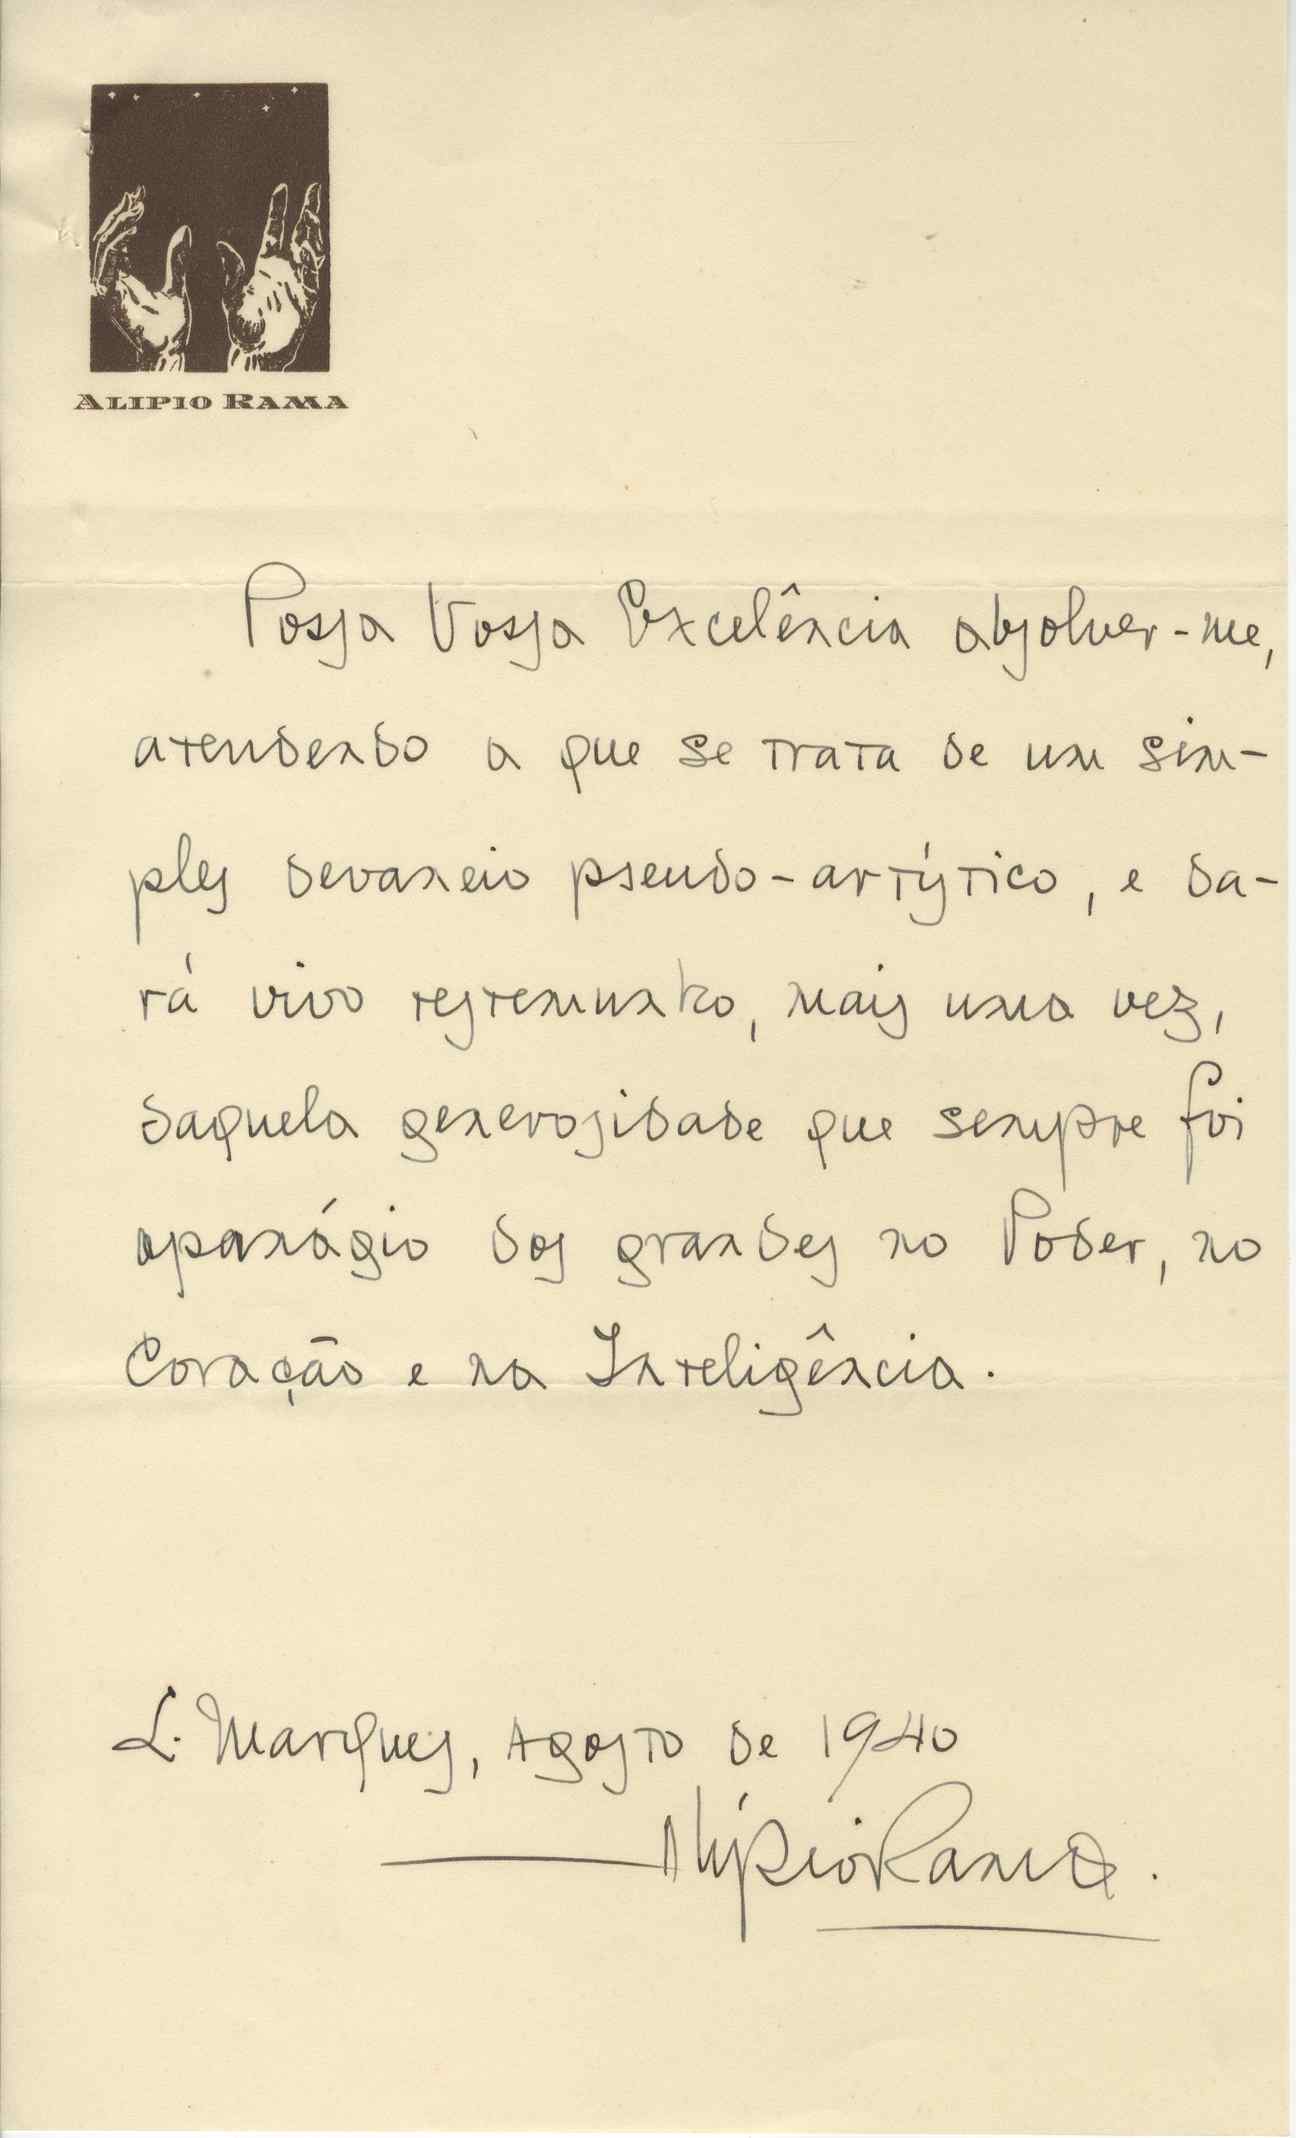 ALIPIO RAMA
Possa Vossa Excelência absolver-me,
atendendo a que se trata de um sim-
ples devaneio pseudo-artístico, e da-
rá vivo testemunho, mais uma vez,
daquela generosidade que sempre foi
apanágio dos grandes no Poder, no
Coração e na Inteligência.
L. Marques, Agosto de 1940
Alípio Rama.